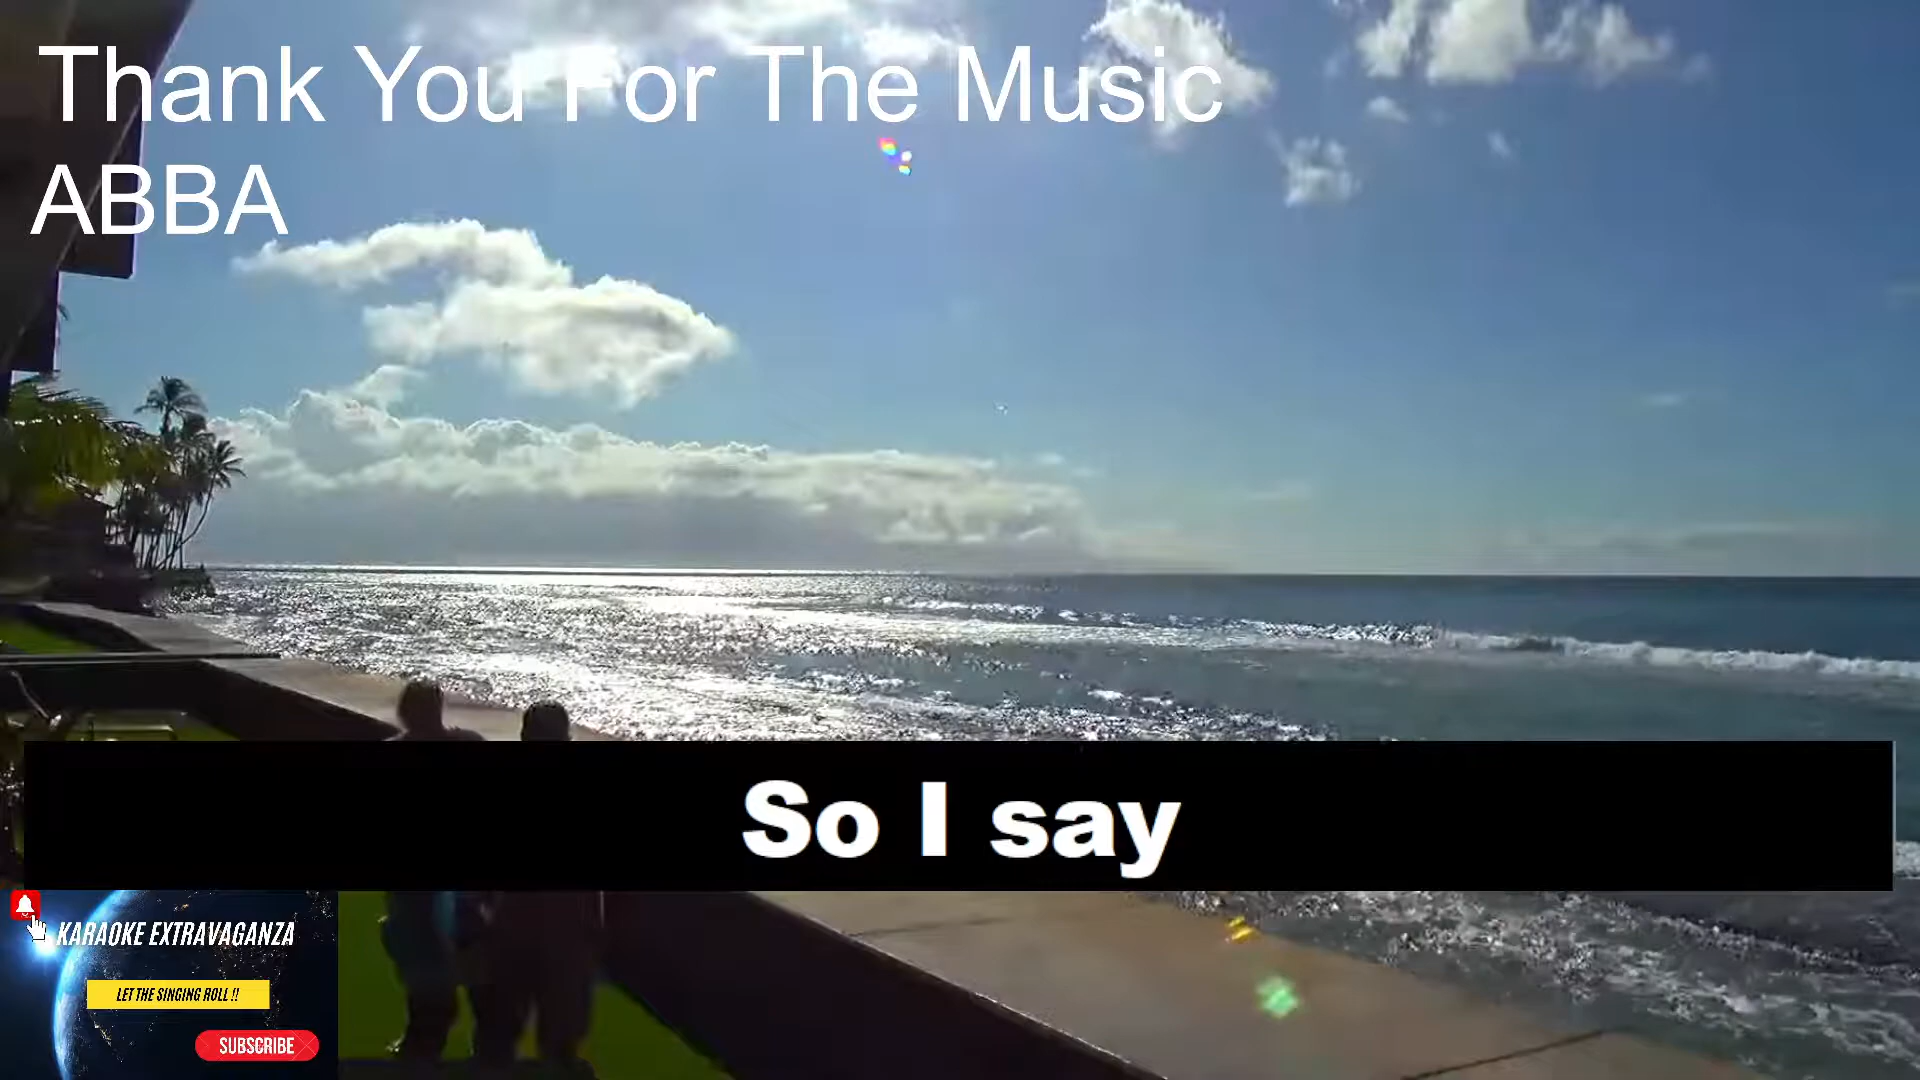 Thank You For The Music
ABBA
So I say
KARAOKE EXTRAVAGANZA
LET THE SINGING ROLL !!
SUBSCRIBE